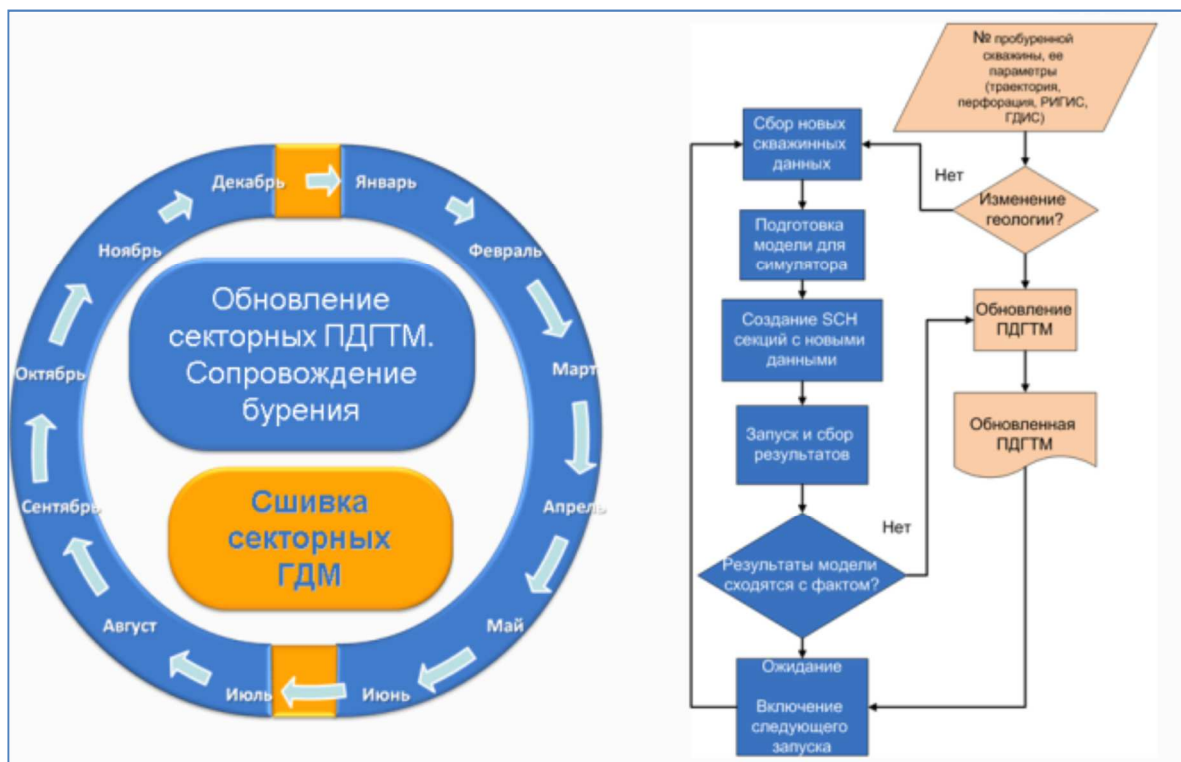 Декабрь
Январь
Февраль
Март
Апрель
Май
Июнь
Июль
Август
Сентябрь
Октябрь
Ноябрь
Обновление
секторных ПДГТМ.
Сопровождение
бурения
Сшивка
секторных
ГДМ
№ пробуренной
скважины, ее
параметры
(траектория,
перфорация, РИГИС,
ГДИС)
Изменение
геологии?
Нет
Сбор новых
скважинных
данных
Подготовка
модели для
симулятора
Создание SCH
секций с новыми
данными
Запуск и сбор
результатов
Результаты модели
сходятся с фактом?
Нет
Обновление
ПДГТМ
Обновленная
ПДГТМ
Ожидание
Включение
следующего
запуска